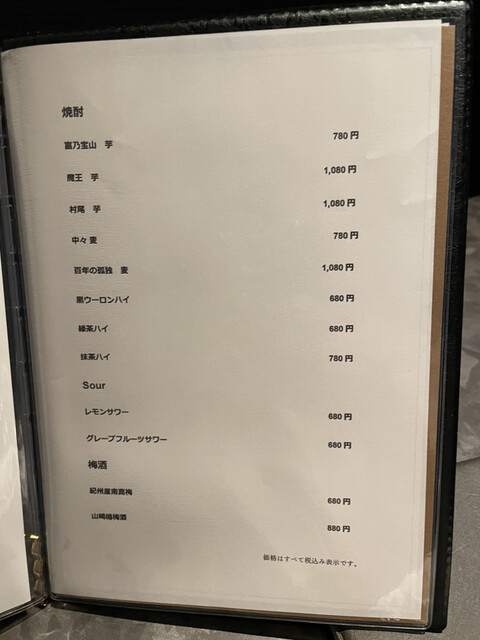 焼酎
富乃宝山　芋 780 円
魔王　芋 1,080 円
村尾　芋 1,080 円
中々 麦 780 円
百年の孤独　麦 1,080 円
黒ウーロンハイ 680 円
緑茶ハイ 680 円
抹茶ハイ 780 円
Sour
レモンサワー 680 円
グレープフルーツサワー 680 円
梅酒
紀州産南高梅 680 円
山崎梅酒 880 円
価格はすべて税込み表示です。